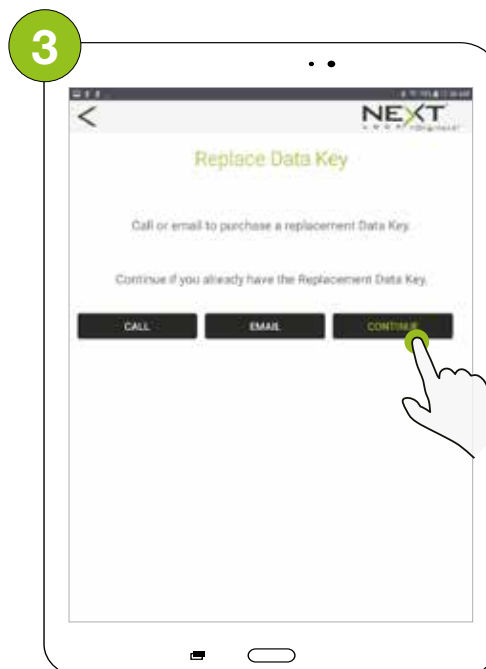 3
NEXT
Replace Data Key
Call or email to purchase a replacement Data Key.
Continue if you already have the Replacement Data Key.
CALL EMAIL CONTINUE